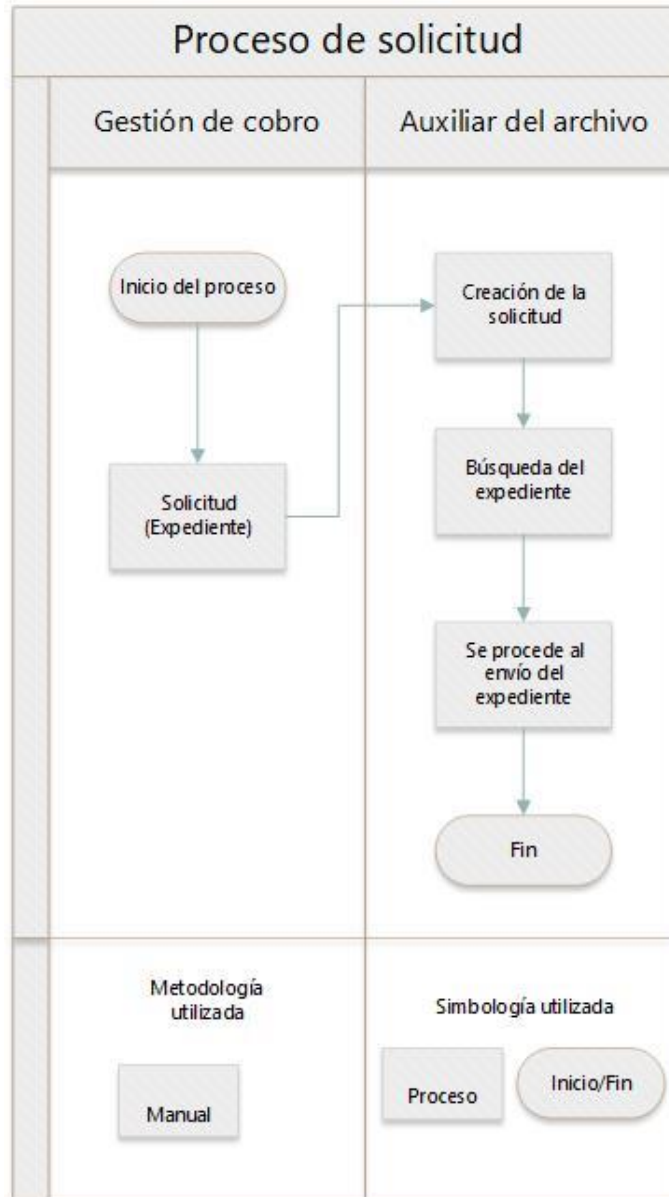 Proceso de solicitud
Gestión de cobro
Auxiliar del archivo
Inicio del proceso
Solicitud
(Expediente)
Creación de la
solicitud
Búsqueda del
expediente
Se procede al
envío del
expediente
Fin
Metodología
utilizada
Manual
Simbología utilizada
Proceso
Inicio/Fin